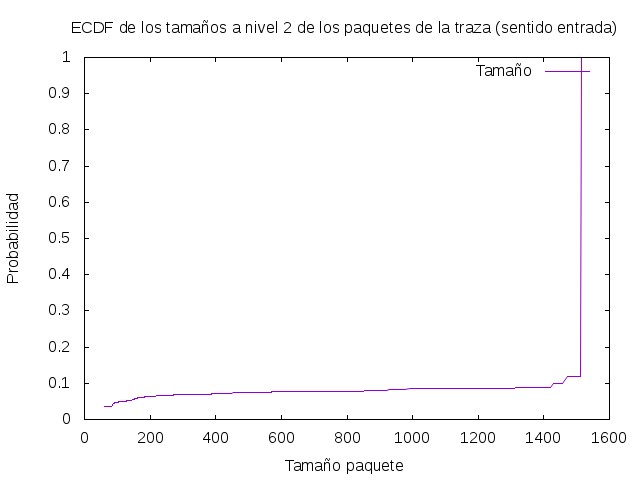 ECDF de los tamaños a nivel 2 de los paquetes de la traza (sentido entrada)
Tamaño
1
0.9
0.8
0.7
0.6
0.5
0.4
0.3
0.2
0.1
0
Probabilidad
0 200 400 600 800 1000 1200 1400 1600
Tamaño paquete